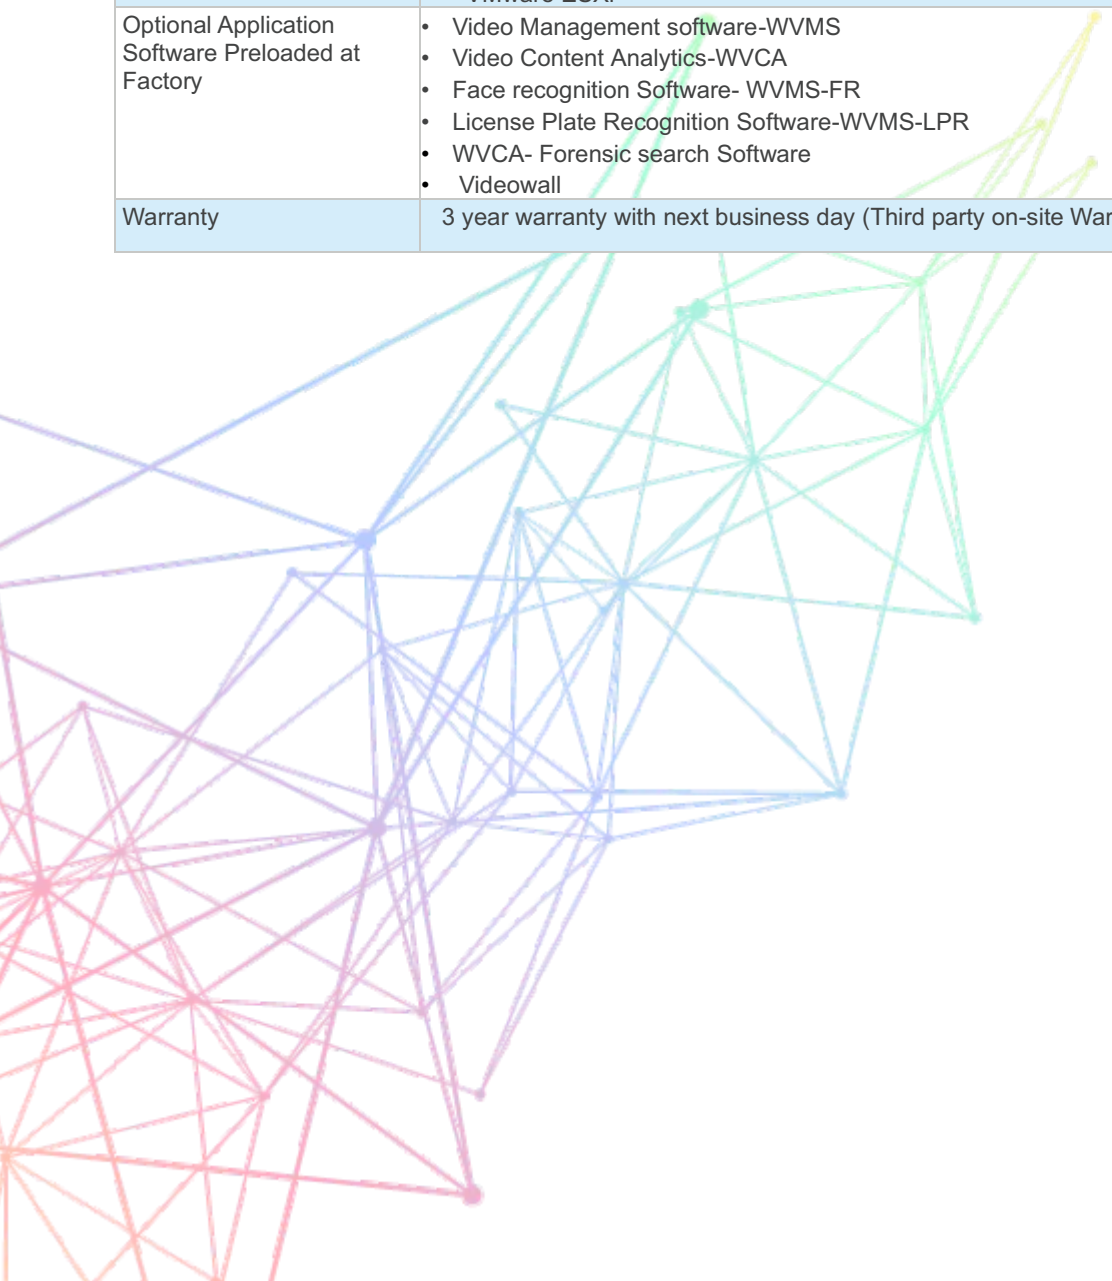 VMware ESXi
Optional Application
Software Preloaded at
Factory
• Video Management software-WVMS
• Video Content Analytics-WVCA
• Face recognition Software- WVMS-FR
• License Plate Recognition Software-WVMS-LPR
• WVCA- Forensic search Software
• Videowall
Warranty
3 year warranty with next business day (Third party on-site